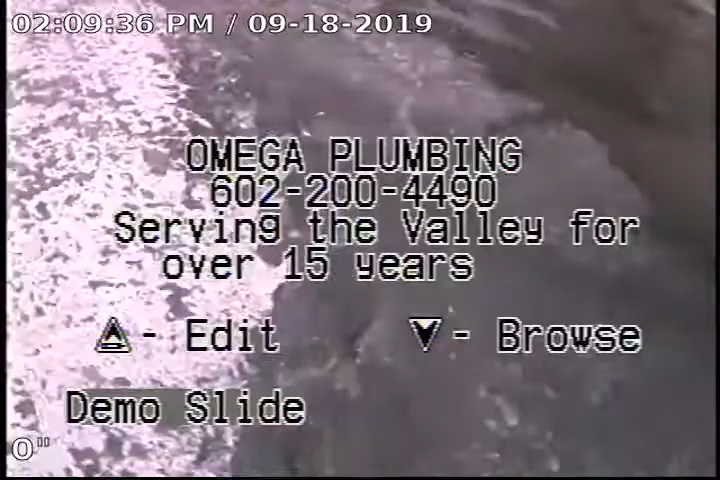 02:09:36 PM / 09-18-2019
OMEGA PLUMBING
602-200-4490
Serving the Valley for
over 15 years
- Edit - Browse
Demo Slide
0"